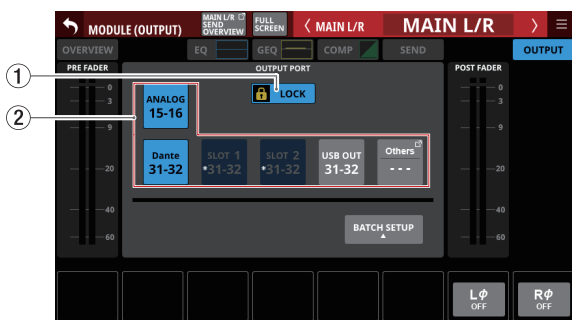 MODULE (OUTPUT)
MAIN L/R
SEND
OVERVIEW
FULL
SCREEN
MAIN L/R
MAIN L/R
OVERVIEW
EQ
GEQ
COMP
SEND
OUTPUT
PRE FADER
OUTPUT PORT
POST FADER
1
LOCK
2
ANALOG
15-16
Dante
31-32
SLOT 1
*31-32
SLOT 2
*31-32
USB OUT
31-32
Others
---
0
3
9
20
40
60
0
3
9
20
40
60
BATCH SETUP
LΦ
OFF
RΦ
OFF